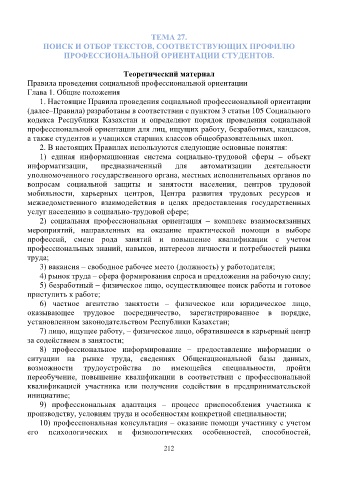 ТЕМА 27.
ПОИСК И ОТБОР ТЕКСТОВ, СООТВЕТСТВУЮЩИХ ПРОФИЛЮ
ПРОФЕССИОНАЛЬНОЙ ОРИЕНТАЦИИ СТУДЕНТОВ.
Теоретический материал
Правила проведения социальной профессиональной ориентации
Глава 1. Общие положения
1. Настоящие Правила проведения социальной профессиональной ориентации
(далее–Правила) разработаны в соответствии с пунктом 3 статьи 105 Социального
кодекса Республики Казахстан и определяют порядок проведения социальной
профессиональной ориентации для лиц, ищущих работу, безработных, кандасов,
а также студентов и учащихся старших классов общеобразовательных школ.
2. В настоящих Правилах используются следующие основные понятия:
1) единая информационная система социально-трудовой сферы – объект
информатизации, предназначенный для автоматизации деятельности
уполномоченного государственного органа, местных исполнительных органов по
вопросам социальной защиты и занятости населения, центров трудовой
мобильности, карьерных центров, Центра развития трудовых ресурсов и
межведомственного взаимодействия в целях предоставления государственных
услуг населению в социально-трудовой сфере;
2) социальная профессиональная ориентация – комплекс взаимосвязанных
мероприятий, направленных на оказание практической помощи в выборе
профессий, смене рода занятий и повышение квалификации с учетом
профессиональных знаний, навыков, интересов личности и потребностей рынка
труда;
3) вакансия – свободное рабочее место (должность) у работодателя;
4) рынок труда – сфера формирования спроса и предложения на рабочую силу;
5) безработный – физическое лицо, осуществляющее поиск работы и готовое
приступить к работе;
6) частное агентство занятости – физическое или юридическое лицо,
оказывающее трудовое посредничество, зарегистрированное в порядке,
установленном законодательством Республики Казахстан;
7) лицо, ищущее работу, – физическое лицо, обратившееся в карьерный центр
за содействием в занятости;
8) профессиональное информирование – предоставление информации о
ситуации на рынке труда, сведениях Общенациональной базы данных,
возможности трудоустройства по имеющейся специальности, пройти
переобучение, повышение квалификации в соответствии с профессиональной
квалификацией участника или получения содействия в предпринимательской
инициативе;
9) профессиональная адаптация – процесс приспособления участника к
производству, условиям труда и особенностям конкретной специальности;
10) профессиональная консультация – оказание помощи участнику с учетом
его психологических и физиологических особенностей, способностей,
212